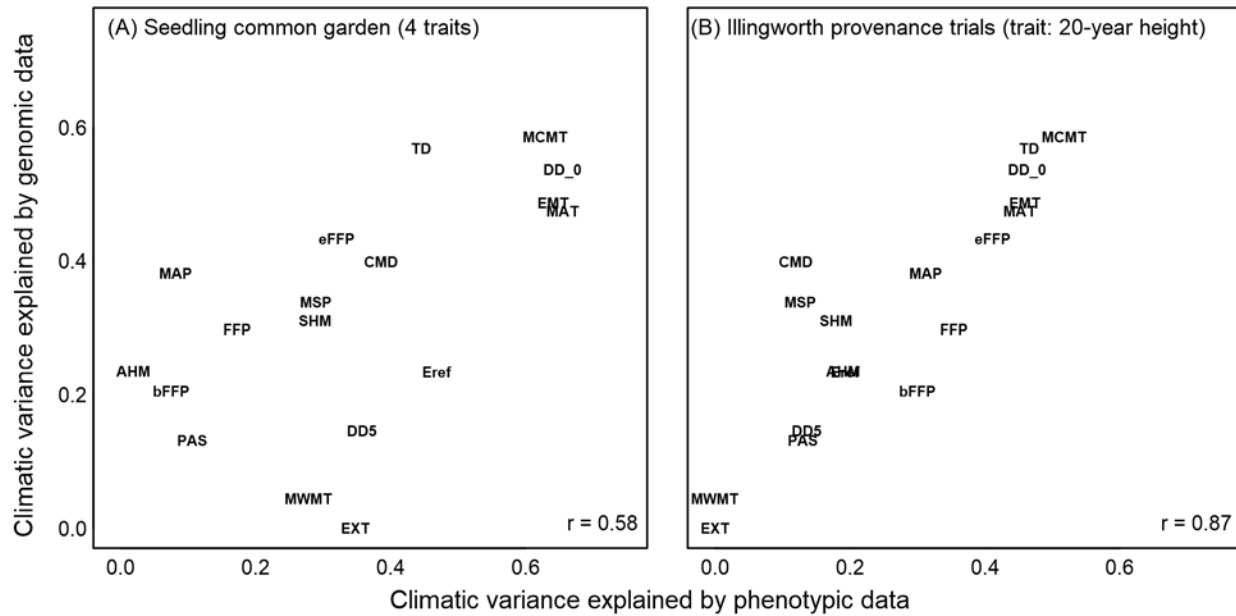 (A) Seedling common garden (4 traits)
(B) Illingworth provenance trials (trait: 20-year height)
Climatic variance explained by genomic data
0.6
0.4
0.2
0.0
MCMT
TD
DD_0
EMT
MAT
eFFP
CMD
MAP
MSP
SHM
FFP
AHM
Eref
bFFP
DD5
PAS
MWMT
EXT
r = 0.58
MCMT
TD
DD_0
EMT
MAT
eFFP
CMD
MAP
MSP
SHM
FFP
AHM
Eref
bFFP
DD5
PAS
MWMT
EXT
r = 0.87
0.0 0.2 0.4 0.6
0.0 0.2 0.4 0.6
Climatic variance explained by phenotypic data